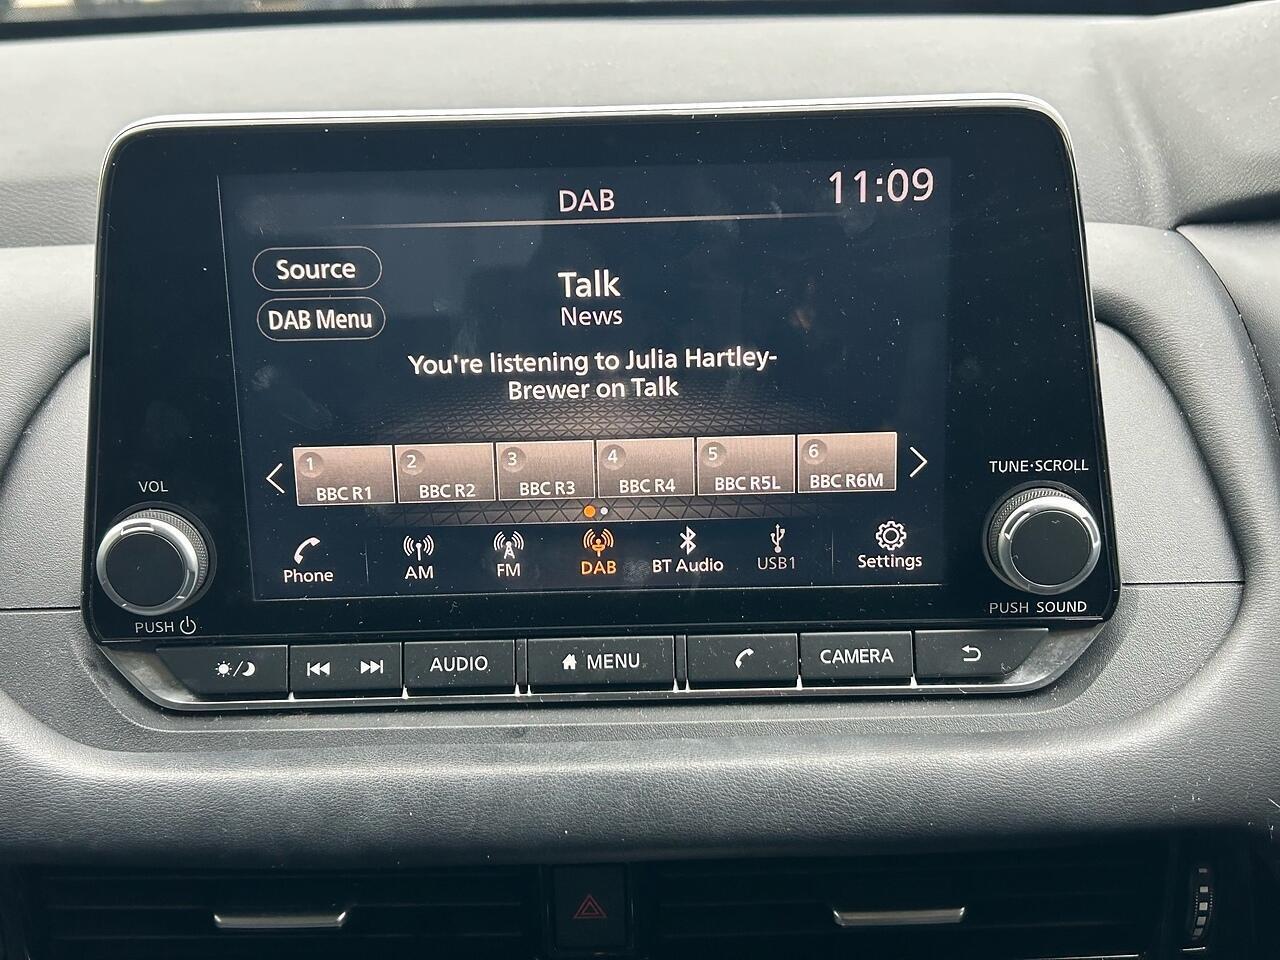 DAB
11:09
Source
DAB Menu
Talk
News
You're listening to Julia Hartley-
Brewer on Talk
1
BBC R1
2
BBC R2
3
BBC R3
4
BBC R4
5
BBC R5L
6
BBC R6M
Phone
AM
FM
DAB
BT Audio
USB1
Settings
VOL
PUSH
TUNE·SCROLL
PUSH SOUND
AUDIO
MENU
CAMERA